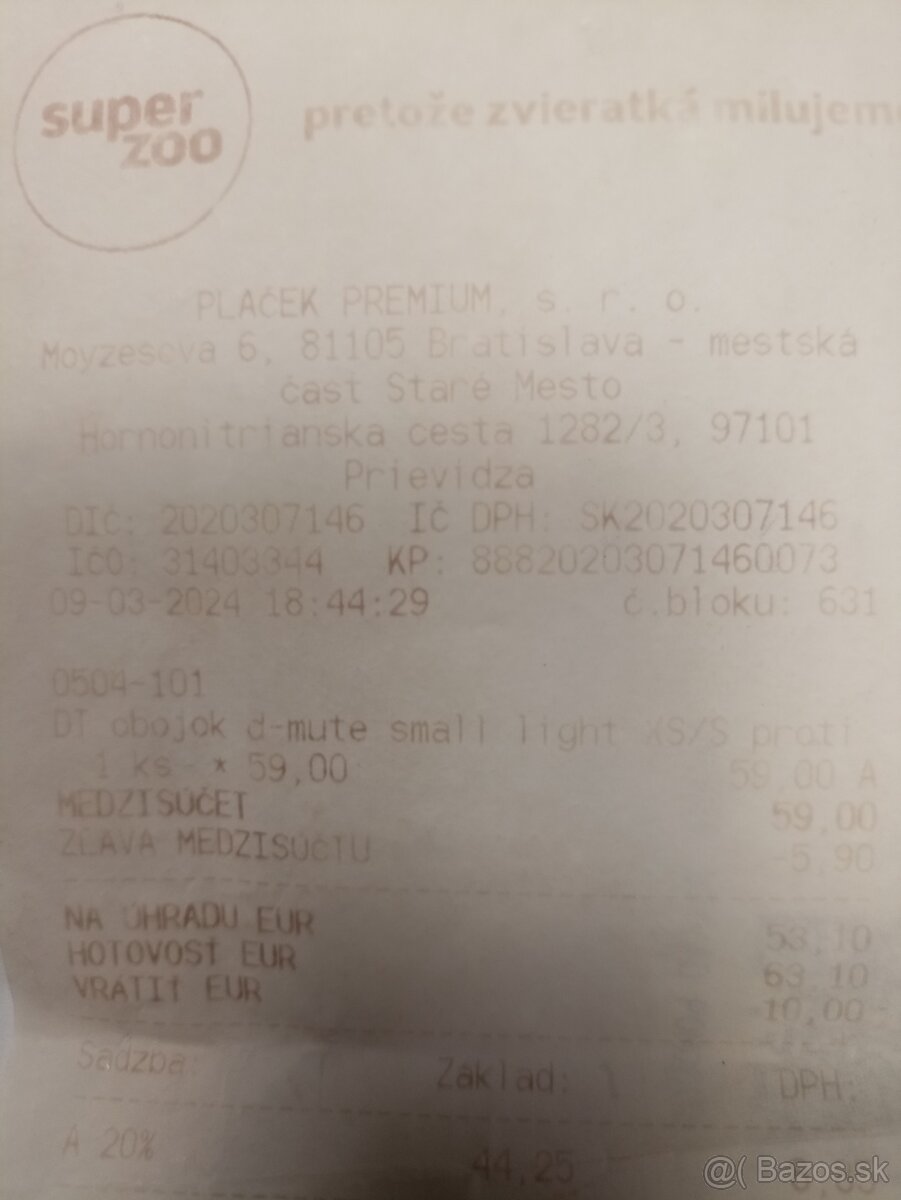 super
zoo
pretože zvieratká milujeme
PLAČEK PREMIUM, s. r. o.
Moyzesova 6, 81105 Bratislava - mestská
časť Staré Mesto
Hornonitrianska cesta 1282/3, 97101
Prievidza
DIČ: 2020307146 IČ DPH: SK2020307146
IČO: 31403344 KP: 88820203071460073
09-03-2024 18:44:29 č.bloku: 631
0504-101
DT obojok d-mute small light XS/S proti
1 ks * 59,00 59,00 A
MEDZISÚČET 59,00
ZĽAVA MEDZISÚČTU -5,90
NA ÚHRADU EUR 53,10
HOTOVOSŤ EUR 63,10
VRÁTIŤ EUR 10,00
Sadzba: Základ: DPH:
A 20% 44,25
@( Bazos.sk